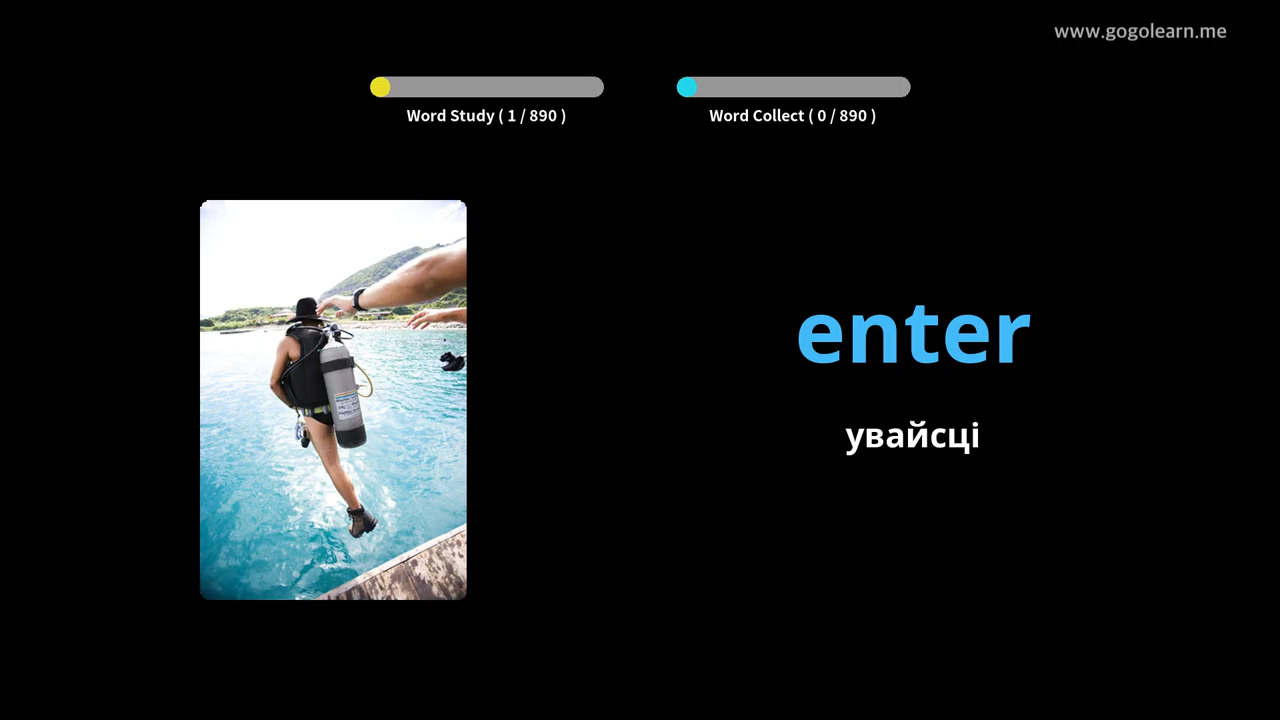 www.gogolearn.me
Word Study ( 1 / 890 )
Word Collect ( 0 / 890 )
enter
увайсці